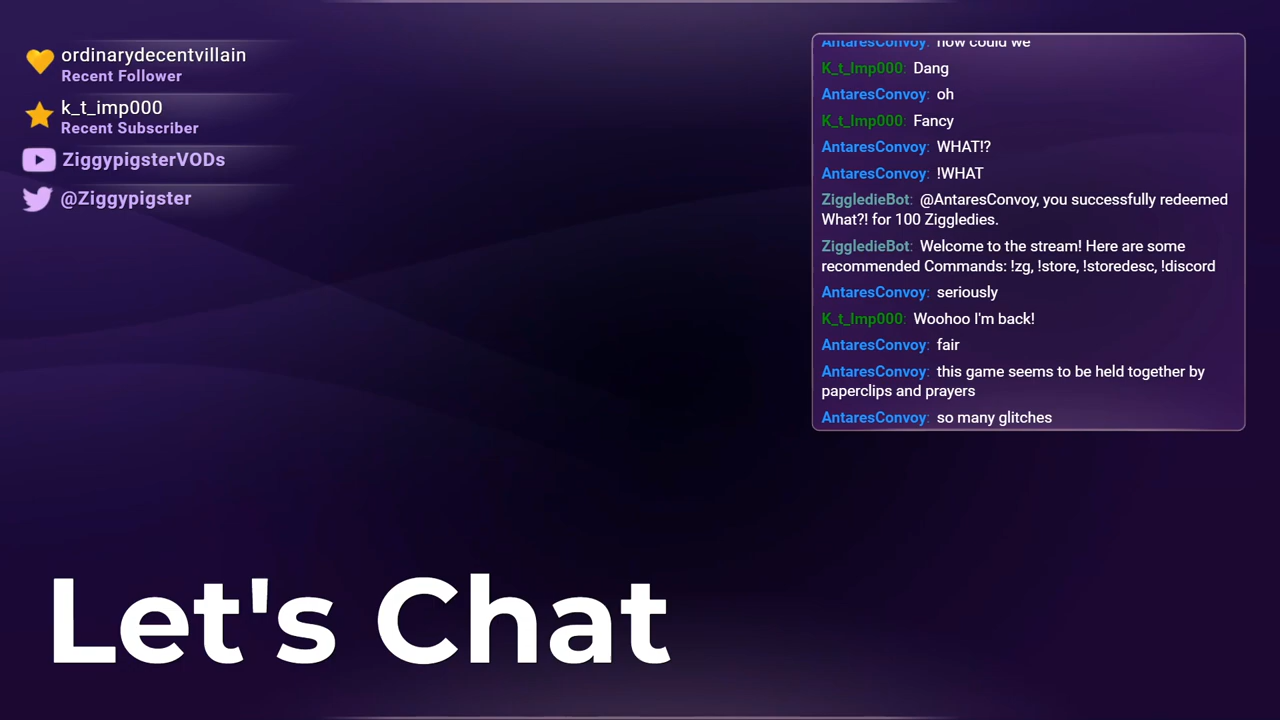 ordinarydecentvillain
Recent Follower
k_t_imp000
Recent Subscriber
ZiggypigsterVODs
@Ziggypigster
AntaresConvoy: how could we
K_t_Imp000: Dang
AntaresConvoy: oh
K_t_Imp000: Fancy
AntaresConvoy: WHAT!?
AntaresConvoy: !WHAT
ZiggledieBot: @AntaresConvoy, you successfully redeemed
What?! for 100 Ziggledies.
ZiggledieBot: Welcome to the stream! Here are some
recommended Commands: !zg, !store, !storedesc, !discord
AntaresConvoy: seriously
K_t_Imp000: Woohoo I'm back!
AntaresConvoy: fair
AntaresConvoy: this game seems to be held together by
paperclips and prayers
AntaresConvoy: so many glitches
Let's Chat